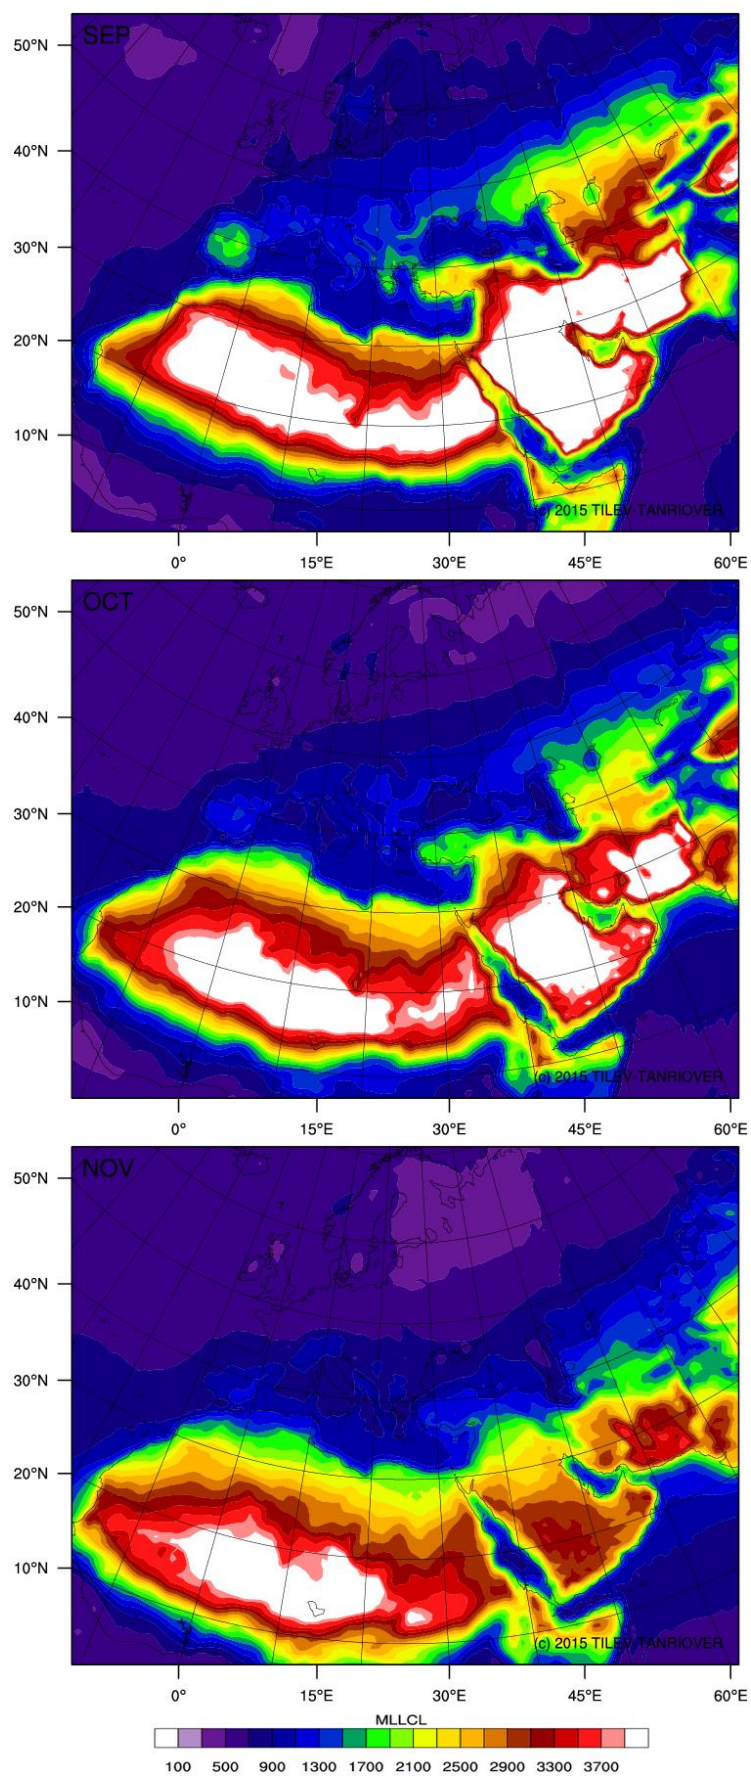 SEP
50°N
40°N
30°N
20°N
10°N
(c) 2015 TILEV-TANRIOVER
0° 15°E 30°E 45°E 60°E
OCT
50°N
40°N
30°N
20°N
10°N
(c) 2015 TILEV-TANRIOVER
0° 15°E 30°E 45°E 60°E
NOV
50°N
40°N
30°N
20°N
10°N
(c) 2015 TILEV-TANRIOVER
0° 15°E 30°E 45°E 60°E
MLLCL
100 500 900 1300 1700 2100 2500 2900 3300 3700